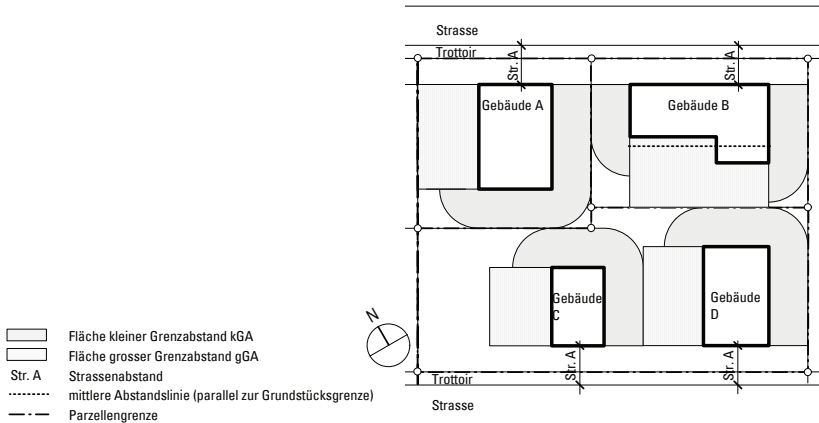 Strasse
Trottoir
Str. A
Str. A
Gebäude A
Gebäude B
N
Gebäude
C
Gebäude
D
Fläche kleiner Grenzabstand kGA
Fläche grosser Grenzabstand gGA
Str. A Strassenabstand
mittlere Abstandslinie (parallel zur Grundstücksgrenze)
Parzellengrenze
Str. A
Str. A
Trottoir
Strasse